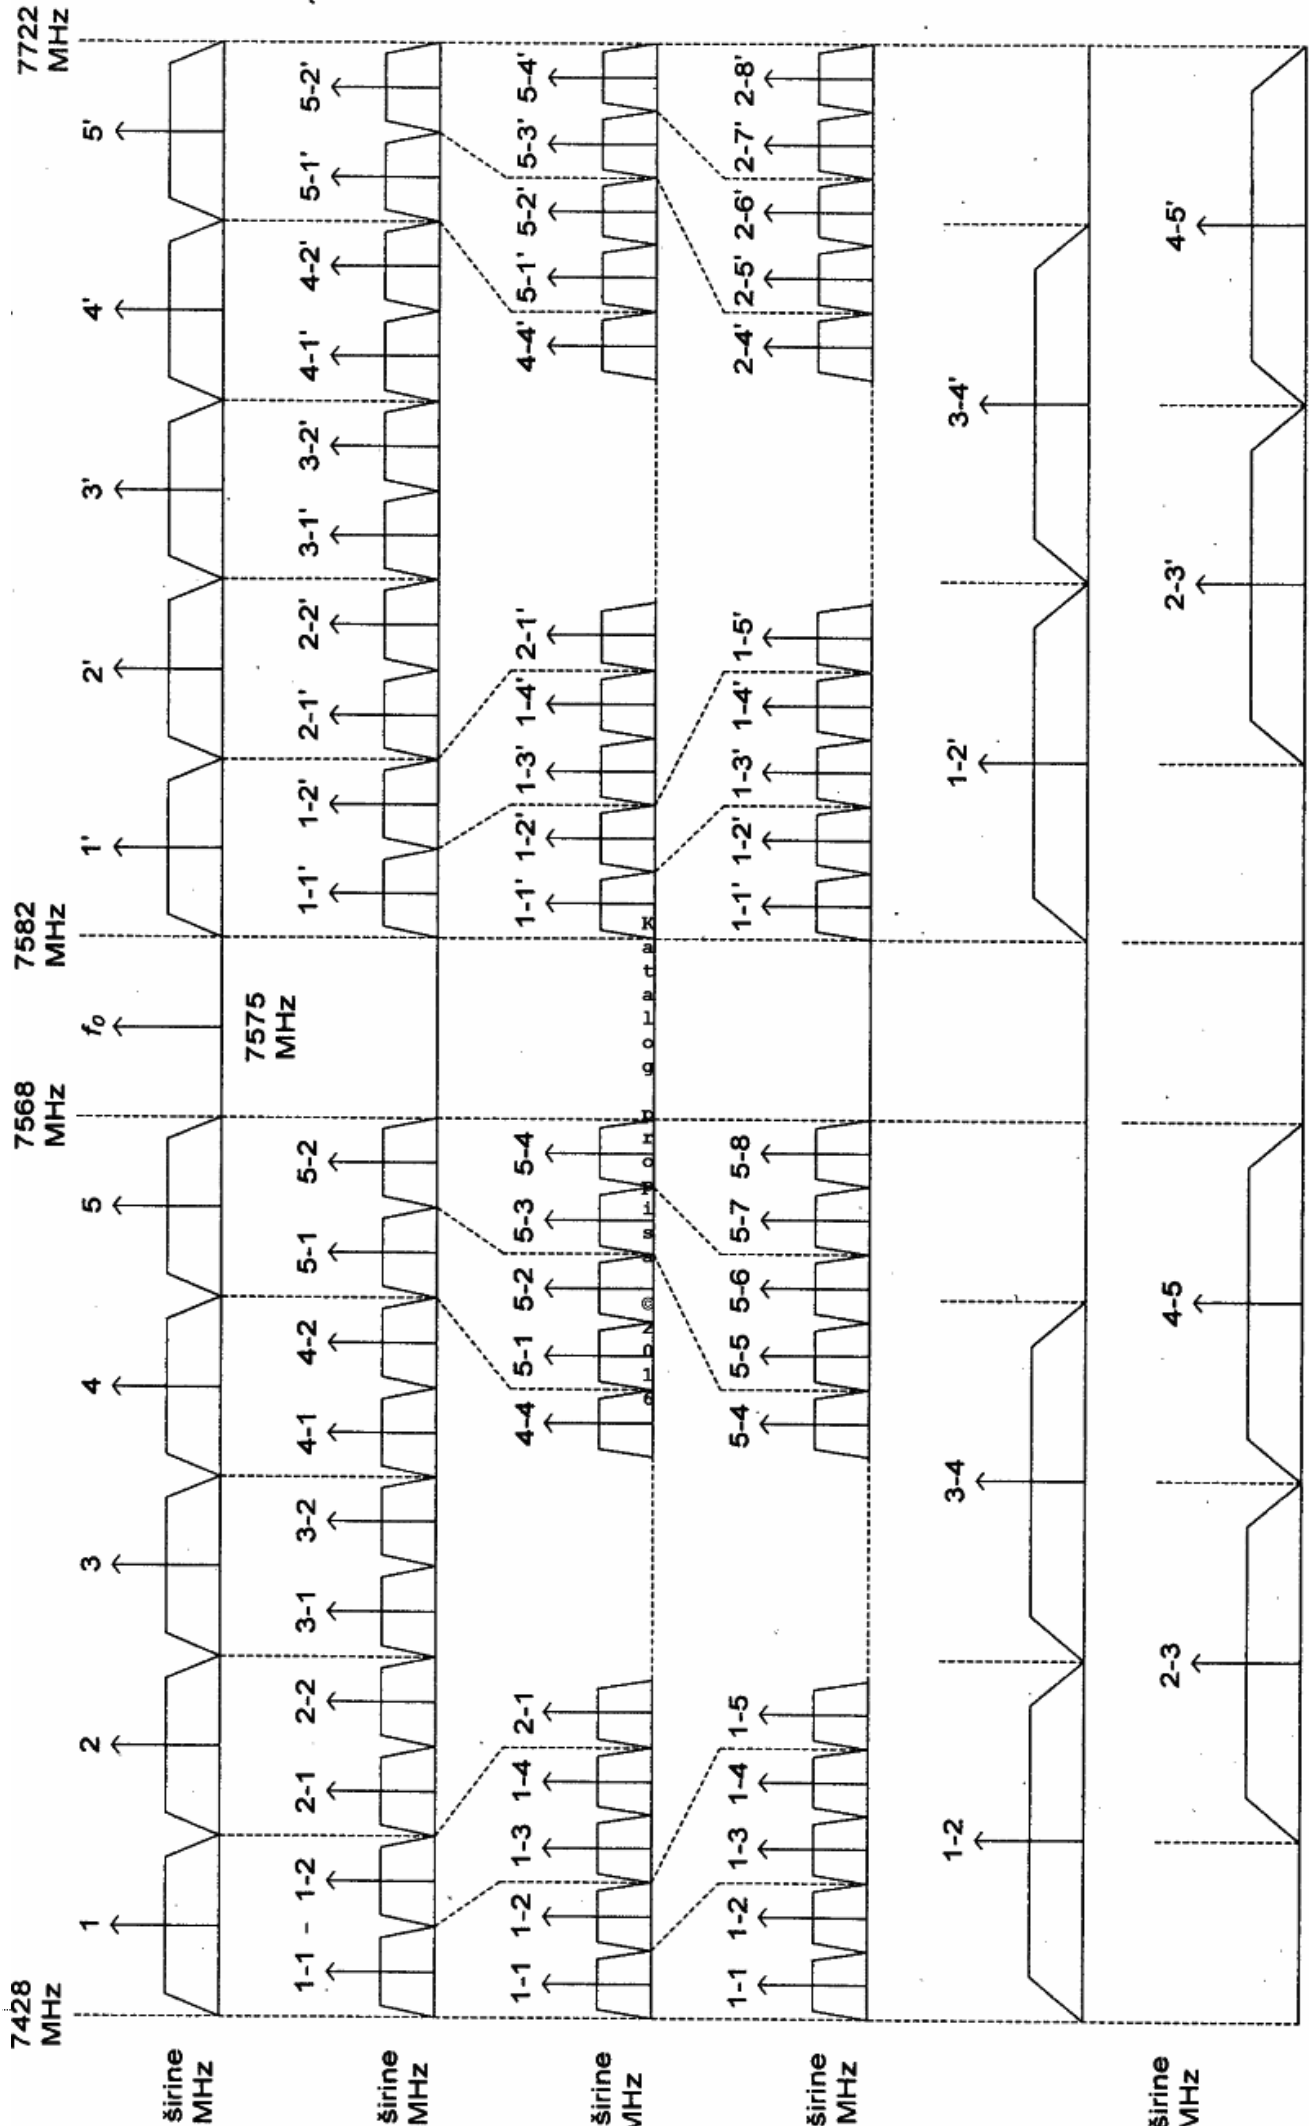 7428
MHz
7568
MHz
7582
MHz
7722
MHz
širine
MHz
1 2 3 4 5 f₀ 1' 2' 3' 4' 5'
7575
MHz
širine
MHz
1-1 - 1-2 2-1 2-2 3-1 3-2 4-1 4-2 5-1 5-2 1-1' 1-2' 2-1' 2-2' 3-1' 3-2' 4-1' 4-2' 5-1' 5-2'
širine
MHz
1-1 1-2 1-3 1-4 2-1 4-4 5-1 5-2 5-3 5-4 1-1' 1-2' 1-3' 1-4' 2-1' 4-4' 5-1' 5-2' 5-3' 5-4'
Katalog propisa © 2016
širine
MHz
1-1 1-2 1-3 1-4 1-5 5-4 5-5 5-6 5-7 5-8 1-1' 1-2' 1-3' 1-4' 1-5' 2-4' 2-5' 2-6' 2-7' 2-8'
1-2 3-4 1-2' 3-4'
širine
MHz
2-3 4-5 2-3' 4-5'